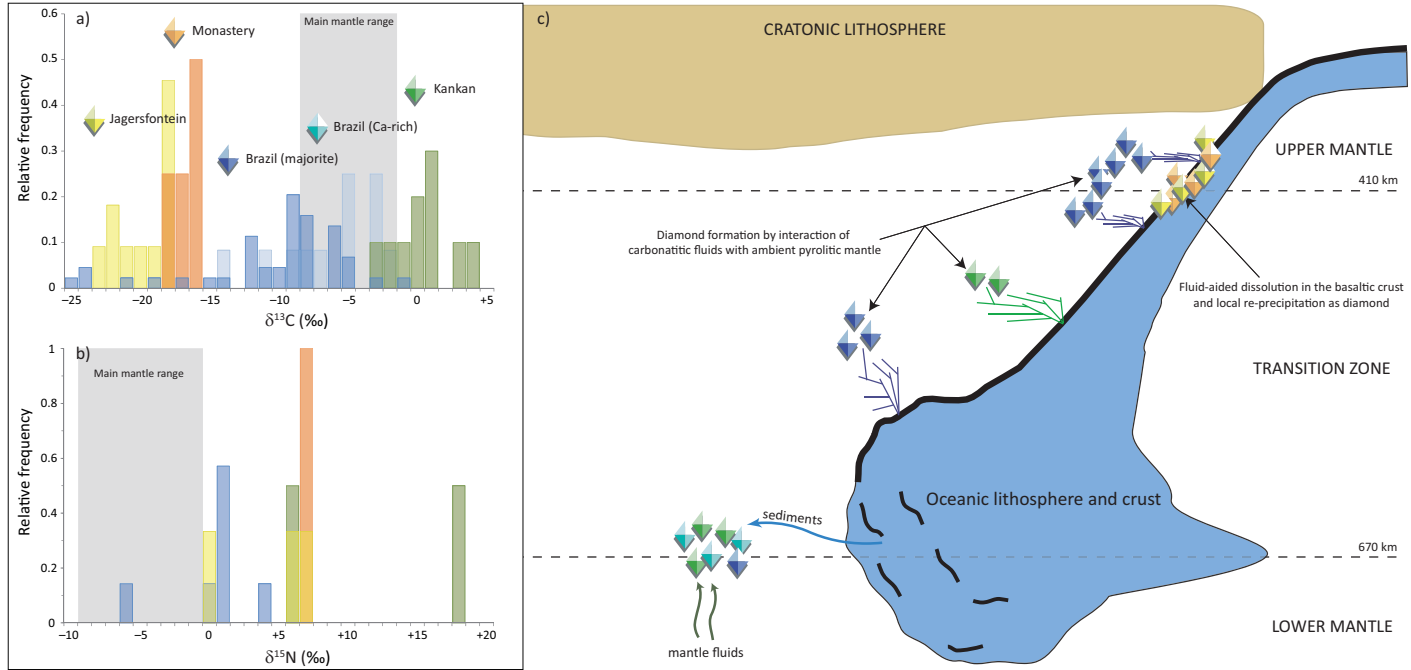 a)
Relative frequency
0.6
0.5
0.4
0.3
0.2
0.1
0
Main mantle range
Monastery
Kankan
Jagersfontein
Brazil (Ca-rich)
Brazil (majorite)
−25
−20
−15
−10
−5
0
+5
δ¹³C (‰)
b)
Relative frequency
1
0.8
0.6
0.4
0.2
0
Main mantle range
−10
−5
0
+5
+10
+15
+20
δ¹⁵N (‰)
c)
CRATONIC LITHOSPHERE
UPPER MANTLE
410 km
Diamond formation by interaction of
carbonatitic fluids with ambient pyrolitic mantle
Fluid-aided dissolution in the basaltic crust
and local re-precipitation as diamond
TRANSITION ZONE
Oceanic lithosphere and crust
sediments
670 km
LOWER MANTLE
mantle fluids